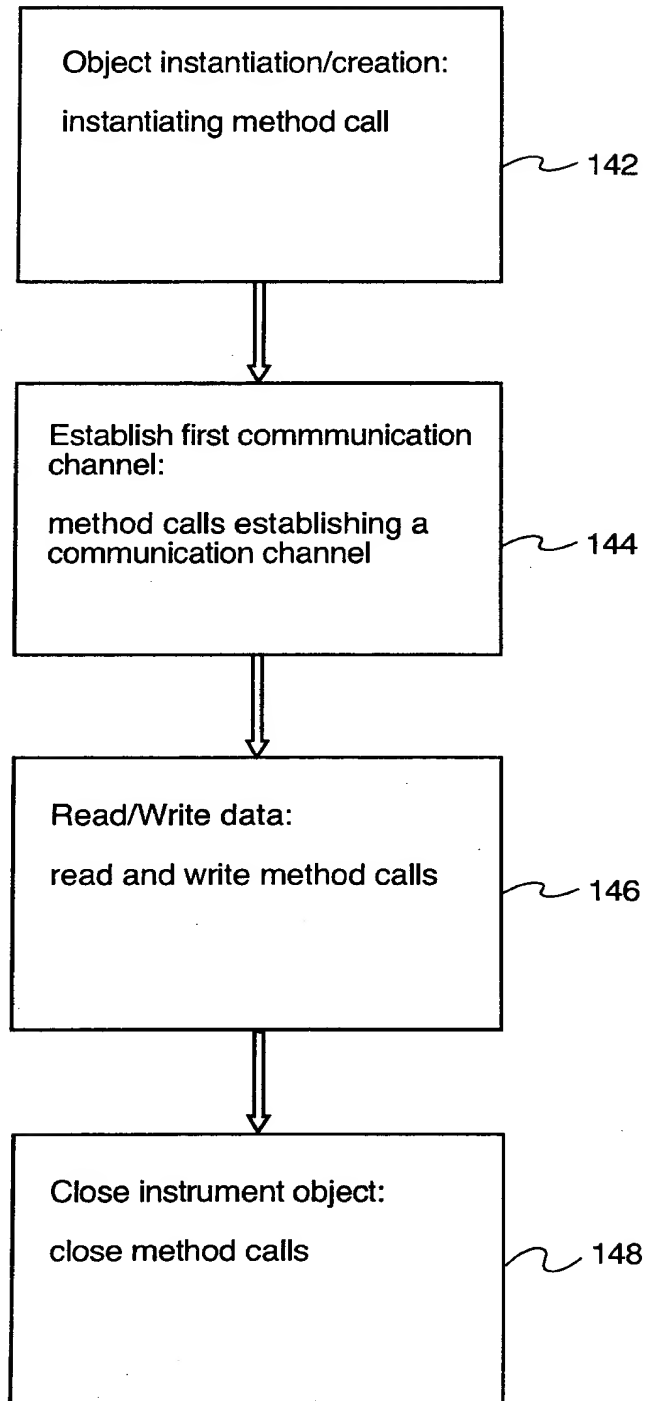 Object instantiation/creation:
instantiating method call
142
Establish first commmunication
channel:
method calls establishing a
communication channel
144
Read/Write data:
read and write method calls
146
Close instrument object:
close method calls
148